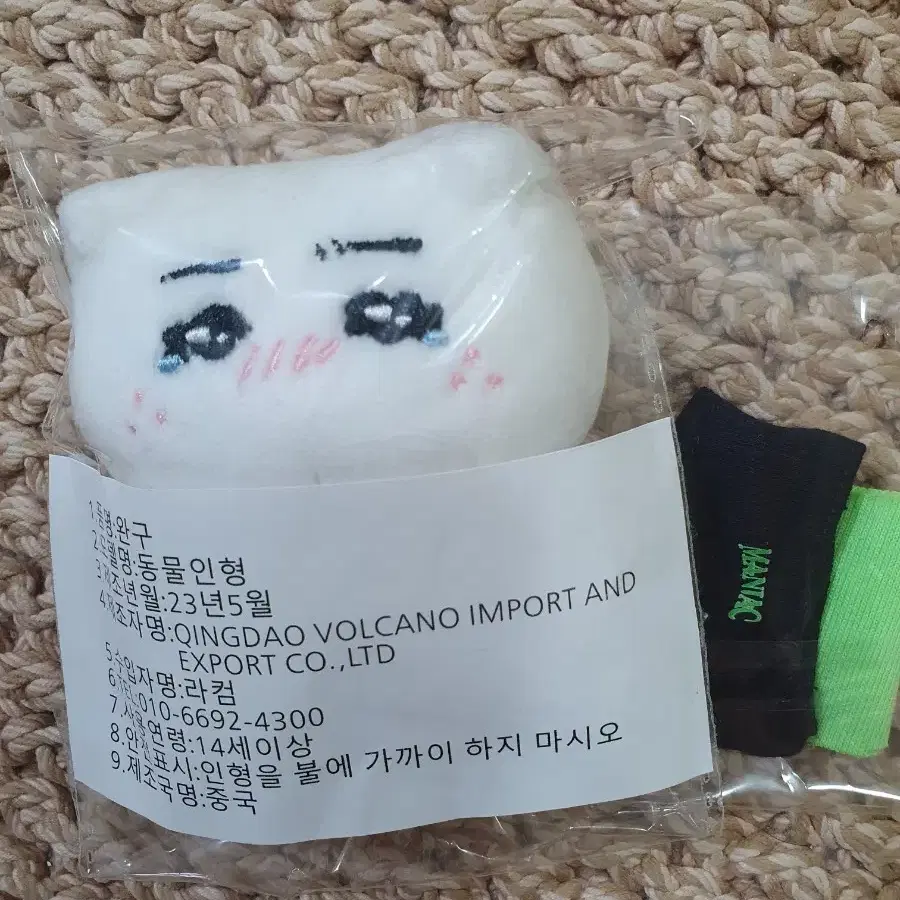 1.품명:완구
2.모델명:동물인형
3.제조년월:23년5월
4.제조자명:QINGDAO VOLCANO IMPORT AND
EXPORT CO.,LTD
5.수입자명:라컴
6. :010-6692-4300
7.사용연령:14세이상
8.안전표시:인형을 불에 가까이 하지 마시오
9.제조국명:중국
MANIAC